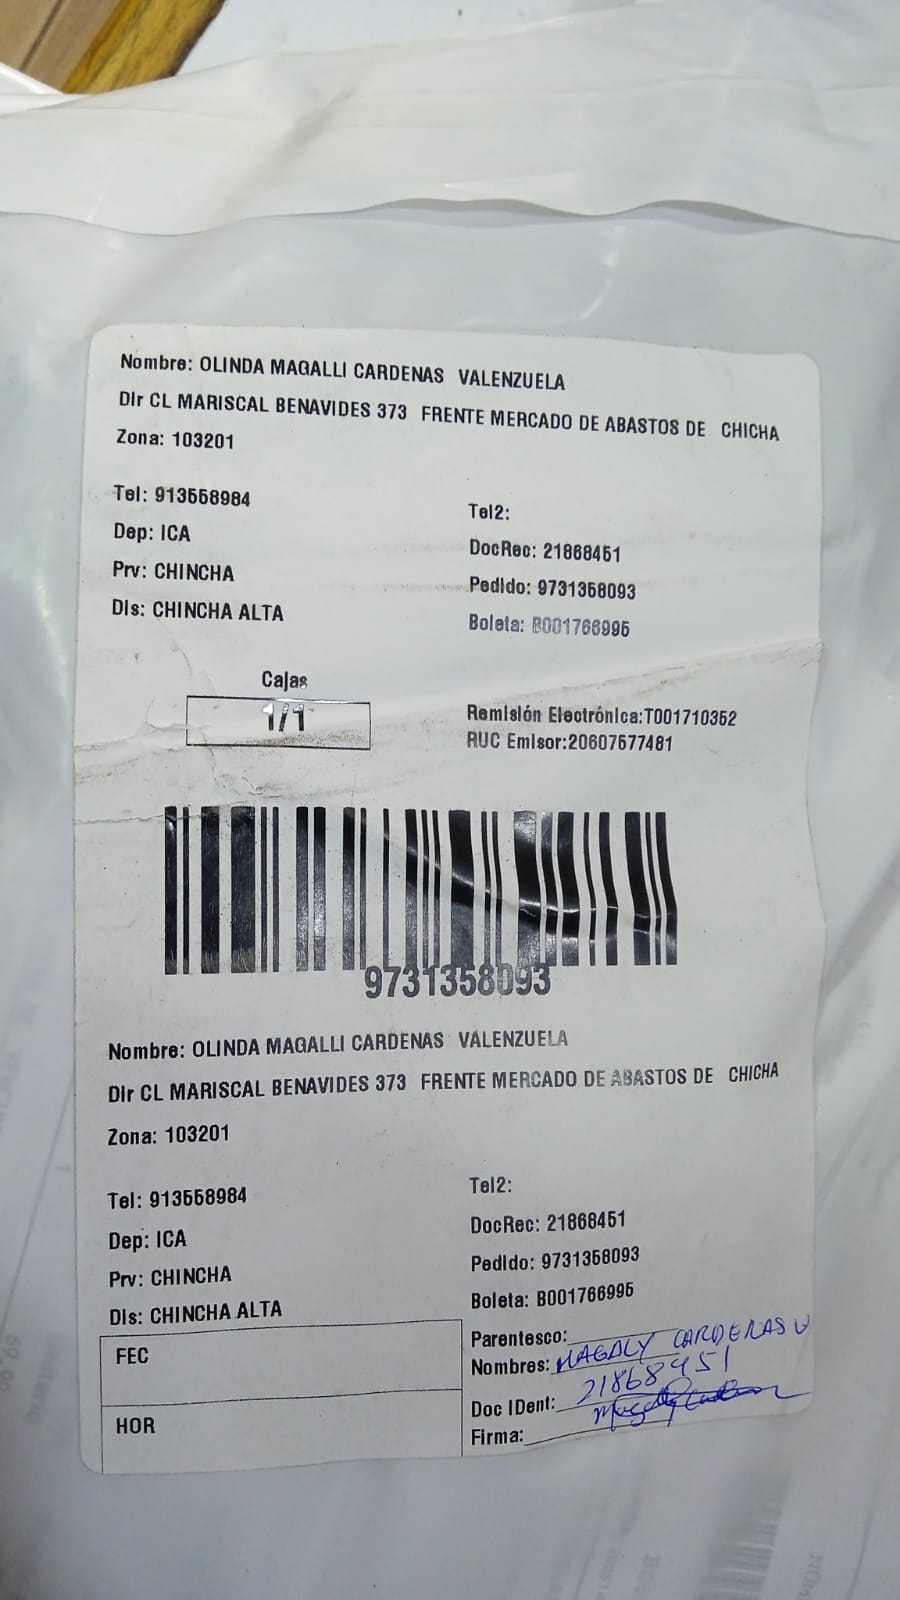 Nombre: OLINDA MAGALLI CARDENAS VALENZUELA
Dir CL MARISCAL BENAVIDES 373 FRENTE MERCADO DE ABASTOS DE CHICHA
Zona: 103201
Tel: 913558984
Tel2:
Dep: ICA
DocRec: 21868451
Prv: CHINCHA
Pedido: 9731358093
Dis: CHINCHA ALTA
Boleta: B001766995
Cajas
1/1
Remisión Electrónica:T001710352
RUC Emisor:20607577481
9731358093
Nombre: OLINDA MAGALLI CARDENAS VALENZUELA
Dir CL MARISCAL BENAVIDES 373 FRENTE MERCADO DE ABASTOS DE CHICHA
Zona: 103201
Tel: 913558984
Tel2:
Dep: ICA
DocRec: 21868451
Prv: CHINCHA
Pedido: 9731358093
Dis: CHINCHA ALTA
Boleta: B001766995
FEC
Parentesco:
Nombres: MAGALY CARDENAS V
Doc IDent: 21868451
HOR
Firma: